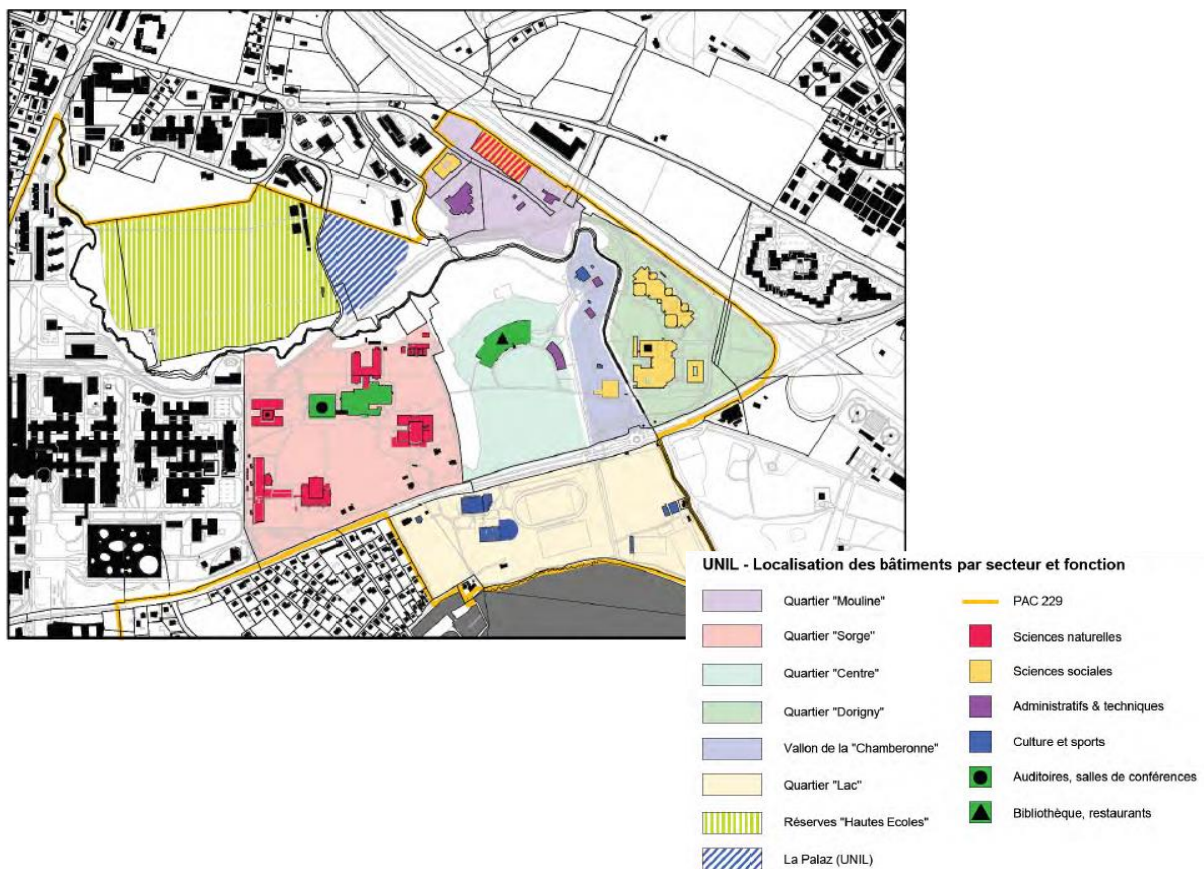 UNIL - Localisation des bâtiments par secteur et fonction
Quartier "Mouline"
Quartier "Sorge"
Quartier "Centre"
Quartier "Dorigny"
Vallon de la "Chamberonne"
Quartier "Lac"
Réserves "Hautes Ecoles"
La Palaz (UNIL)
PAC 229
Sciences naturelles
Sciences sociales
Administratifs & techniques
Culture et sports
Auditoires, salles de conférences
Bibliothèque, restaurants